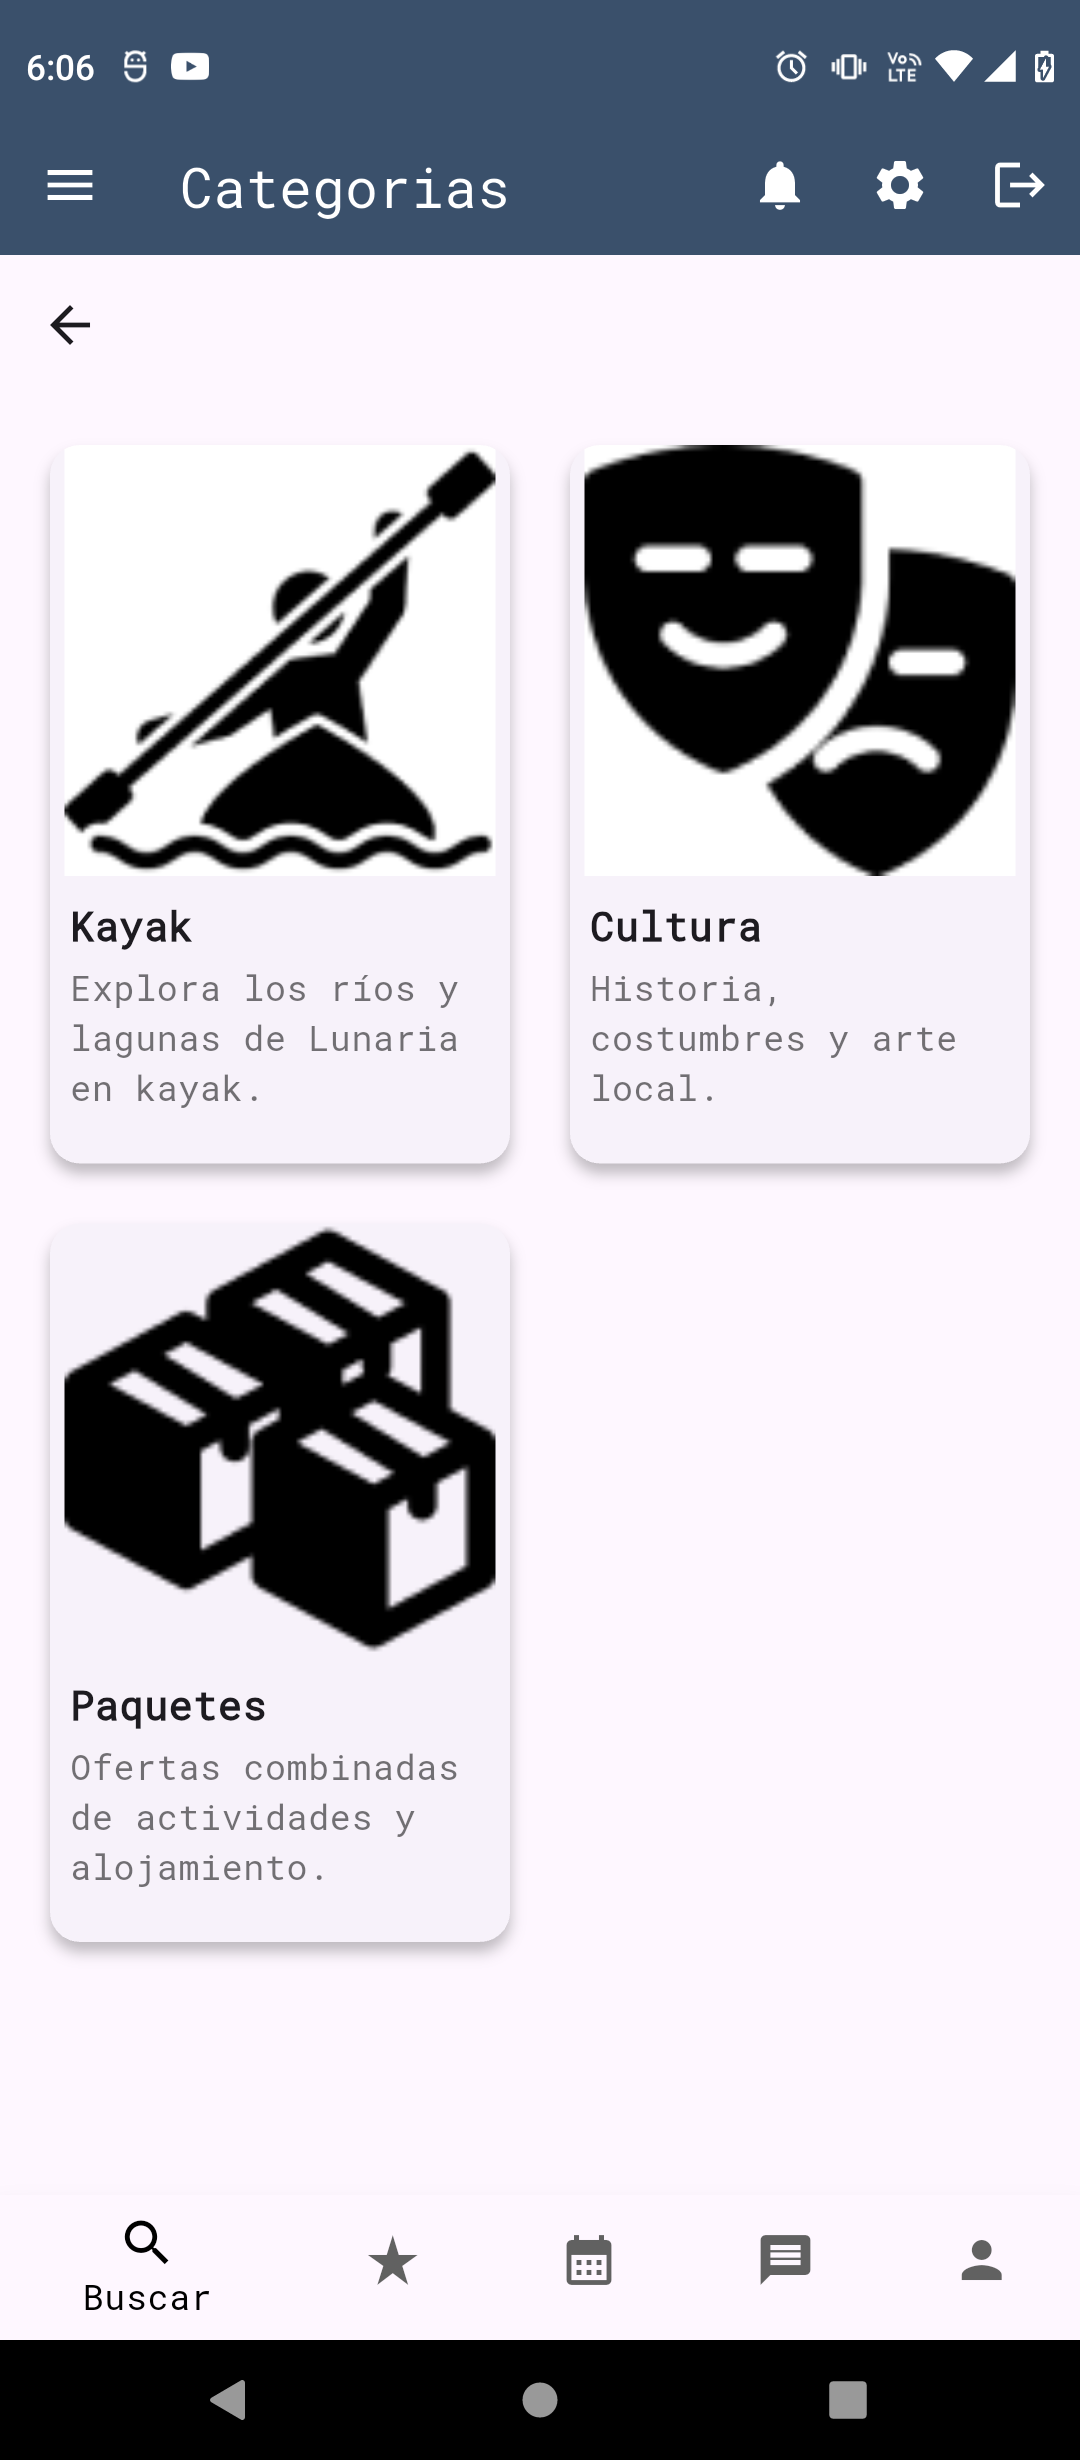 6:06
Vo LTE
Categorias
Kayak
Explora los ríos y
lagunas de Lunaria
en kayak.
Cultura
Historia,
costumbres y arte
local.
Paquetes
Ofertas combinadas
de actividades y
alojamiento.
Buscar